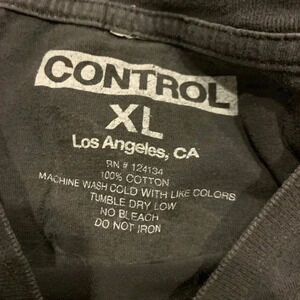 CONTROL
XL
Los Angeles, CA
RN # 124134
100% COTTON
MACHINE WASH COLD WITH LIKE COLORS
TUMBLE DRY LOW
NO BLEACH
DO NOT IRON